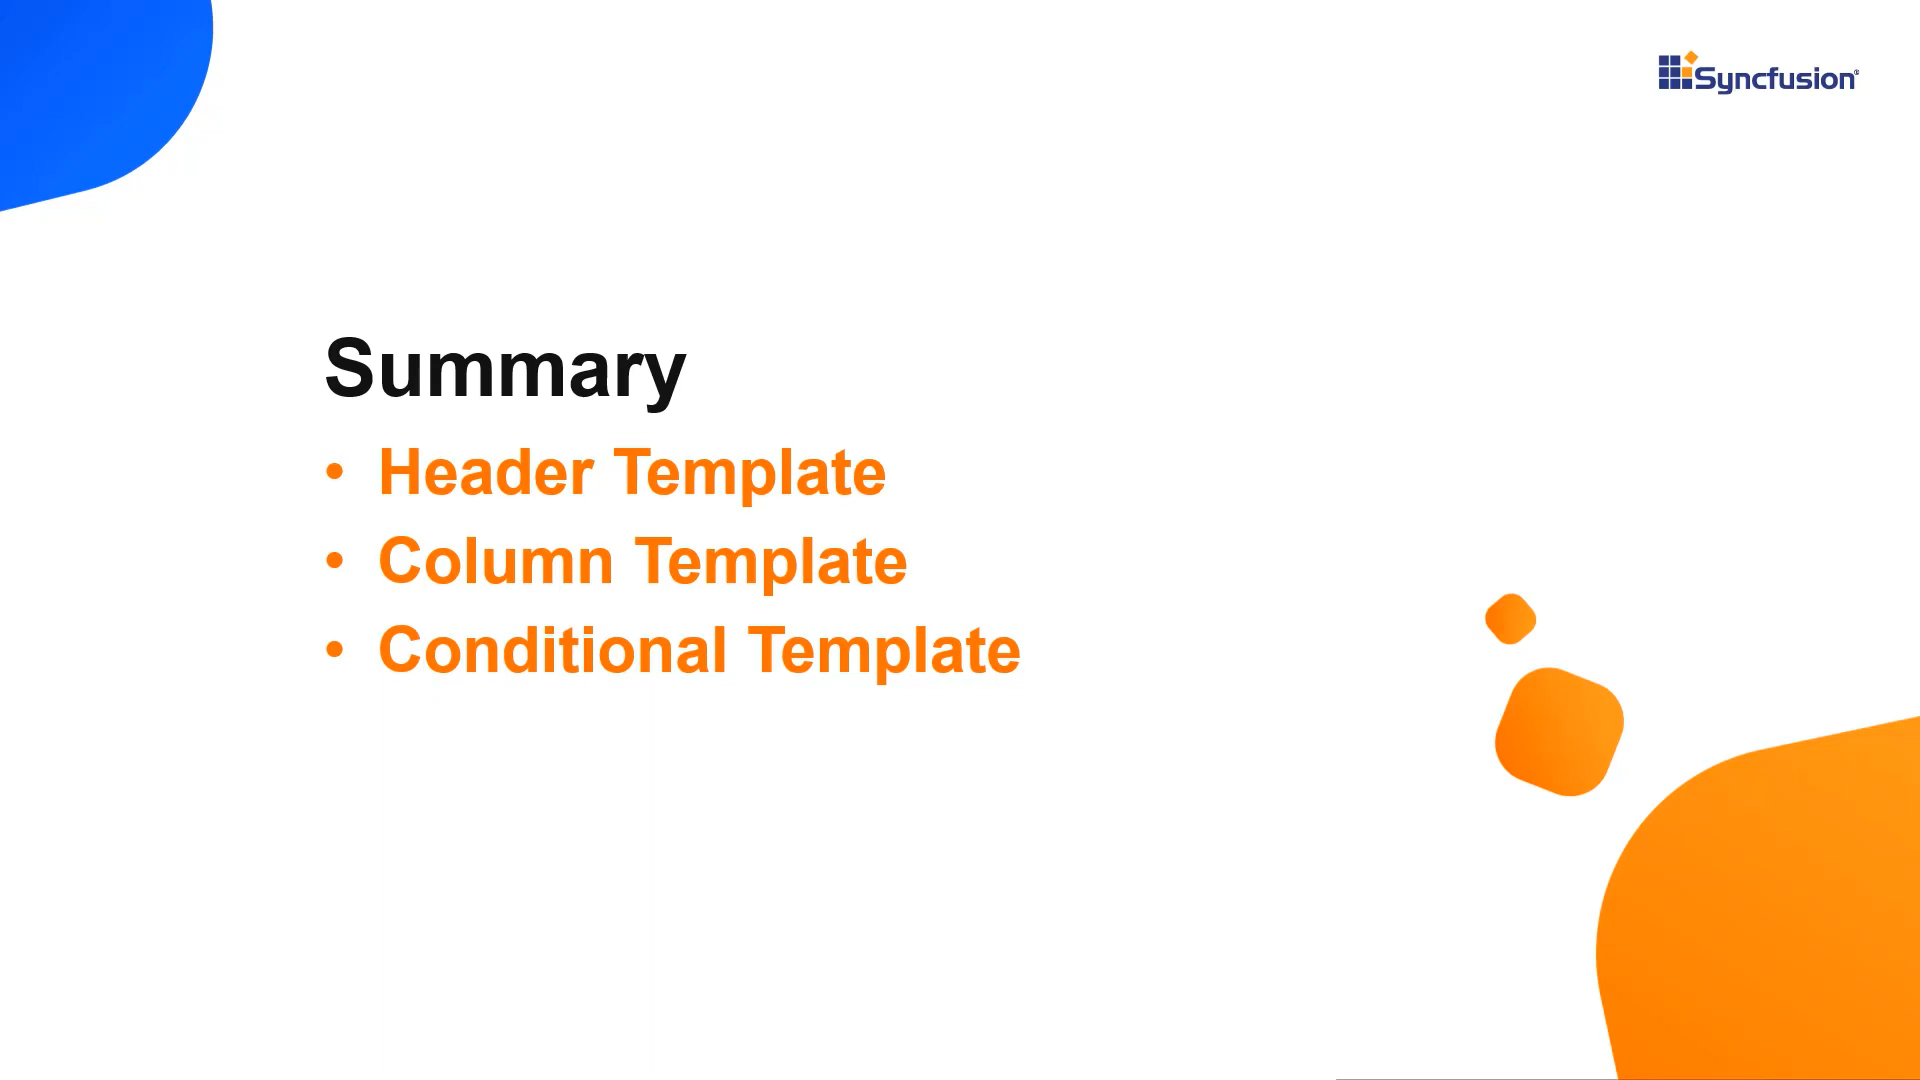 Syncfusion®
Summary
• Header Template
• Column Template
• Conditional Template